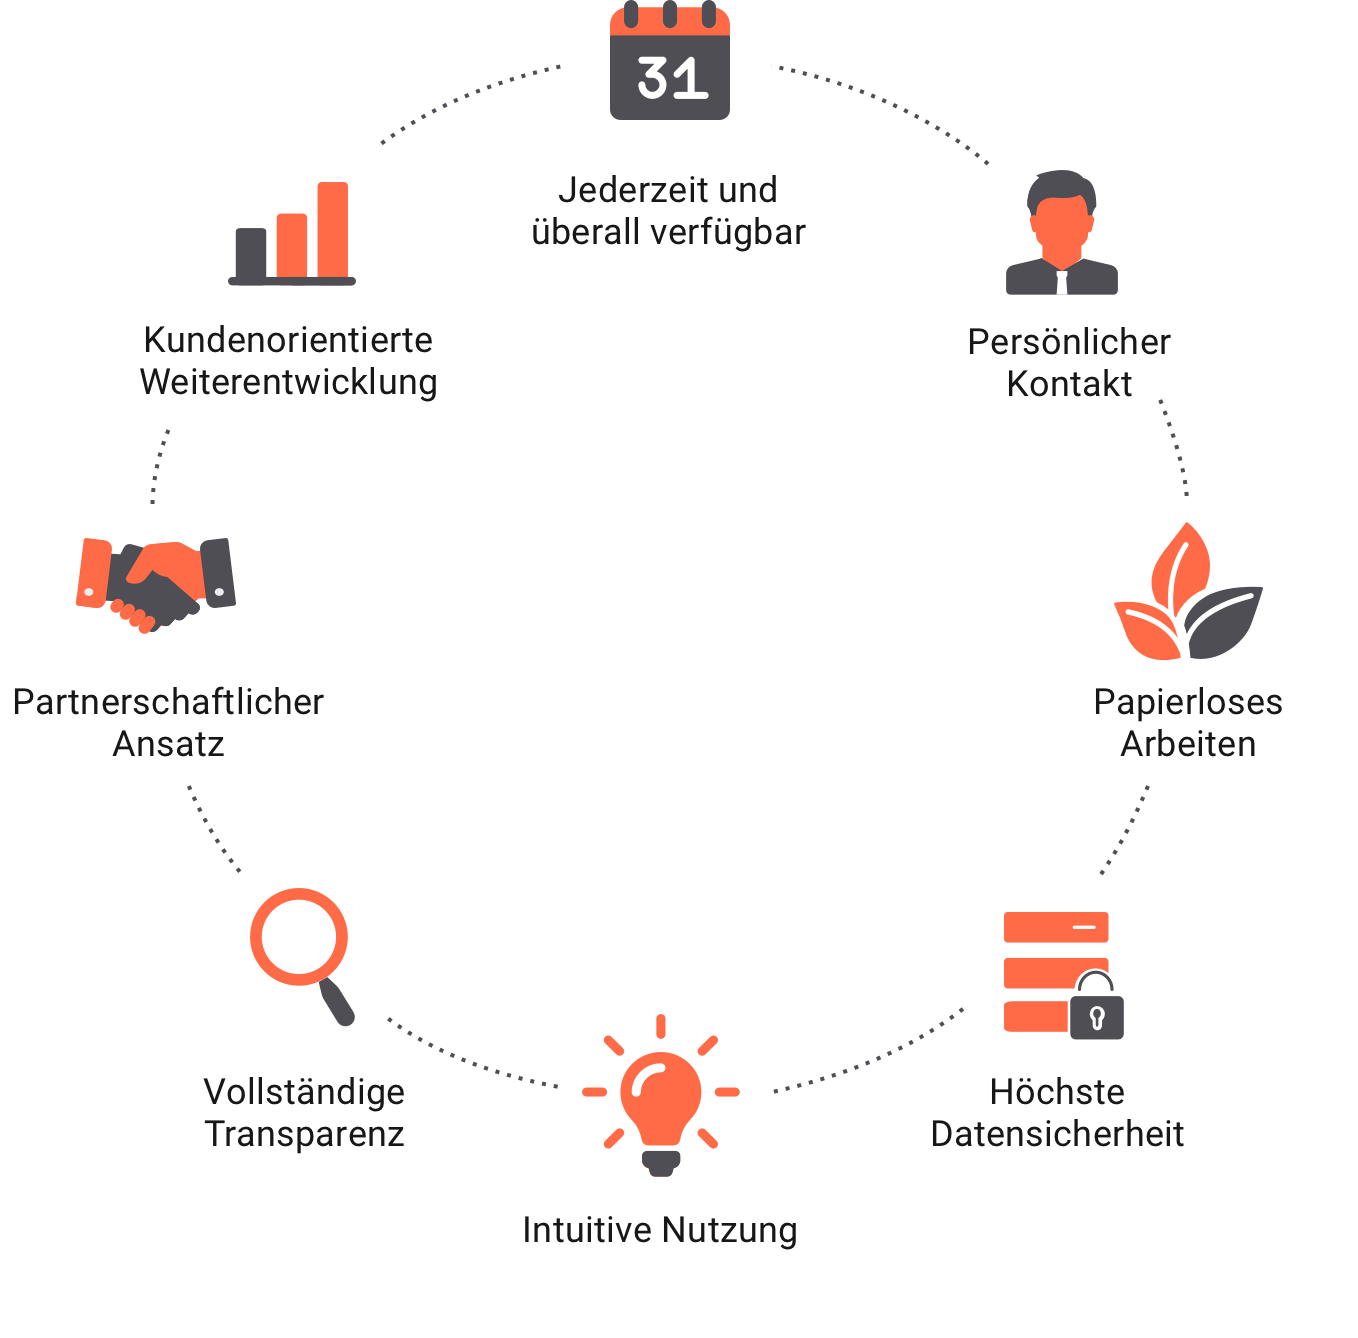 31
Jederzeit und
überall verfügbar
Kundenorientierte
Weiterentwicklung
Persönlicher
Kontakt
Partnerschaftlicher
Ansatz
Papierloses
Arbeiten
Vollständige
Transparenz
Höchste
Datensicherheit
Intuitive Nutzung